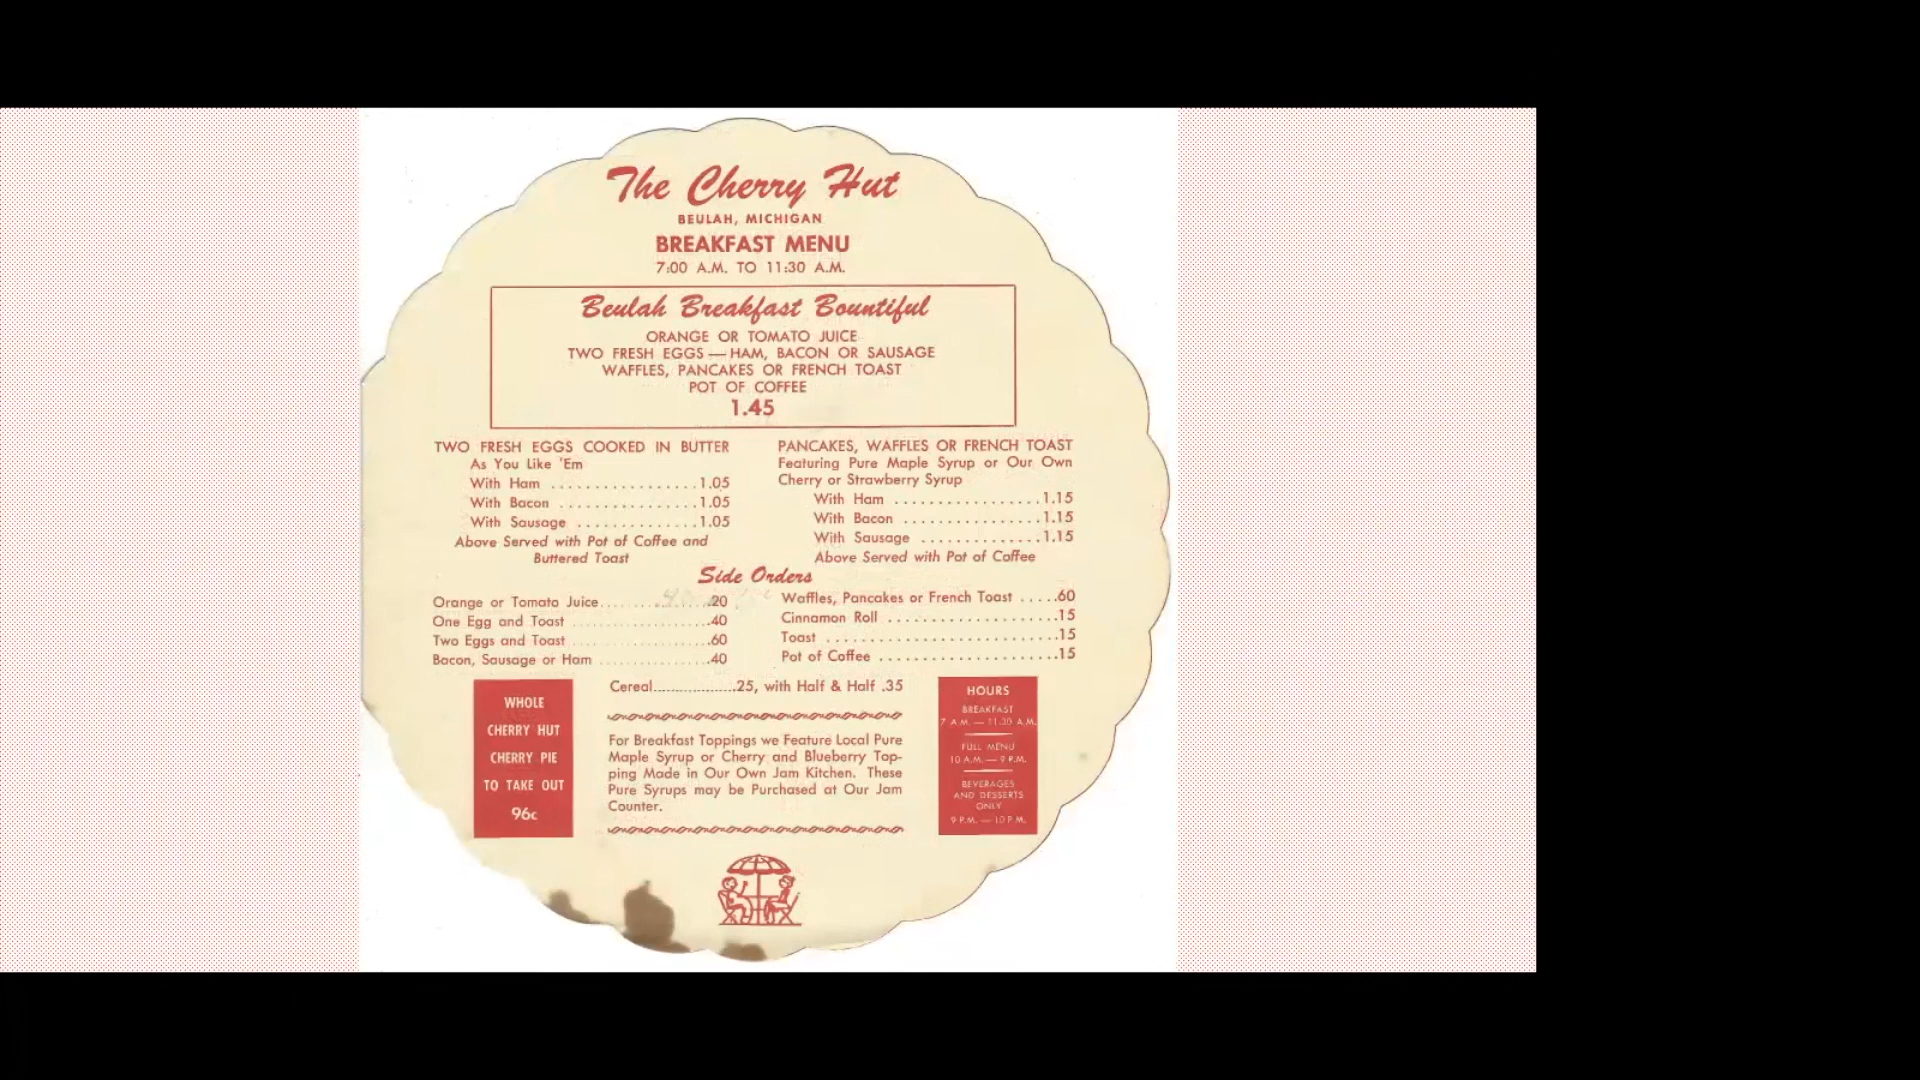 The Cherry Hut
BEULAH, MICHIGAN
BREAKFAST MENU
7:00 A.M. TO 11:30 A.M.
Beulah Breakfast Bountiful
ORANGE OR TOMATO JUICE
TWO FRESH EGGS — HAM, BACON OR SAUSAGE
WAFFLES, PANCAKES OR FRENCH TOAST
POT OF COFFEE
1.45
TWO FRESH EGGS COOKED IN BUTTER
As You Like 'Em
With Ham .................1.05
With Bacon ................1.05
With Sausage ..............1.05
Above Served with Pot of Coffee and
Buttered Toast
PANCAKES, WAFFLES OR FRENCH TOAST
Featuring Pure Maple Syrup or Our Own
Cherry or Strawberry Syrup
With Ham .................1.15
With Bacon ................1.15
With Sausage ..............1.15
Above Served with Pot of Coffee
Side Orders
Orange or Tomato Juice.................20
One Egg and Toast .....................40
Two Eggs and Toast .....................60
Bacon, Sausage or Ham .................40
Waffles, Pancakes or French Toast .....60
Cinnamon Roll .......................15
Toast ...............................15
Pot of Coffee ........................15
Cereal.................25, with Half & Half .35
WHOLE
CHERRY HUT
CHERRY PIE
TO TAKE OUT
96c
For Breakfast Toppings we Feature Local Pure
Maple Syrup or Cherry and Blueberry Top-
ping Made in Our Own Jam Kitchen. These
Pure Syrups may be Purchased at Our Jam
Counter.
HOURS
BREAKFAST
7 A.M. — 11:30 A.M.
FULL MENU
10 A.M. — 9 P.M.
BEVERAGES
AND DESSERTS
ONLY
9 P.M. — 10 P.M.